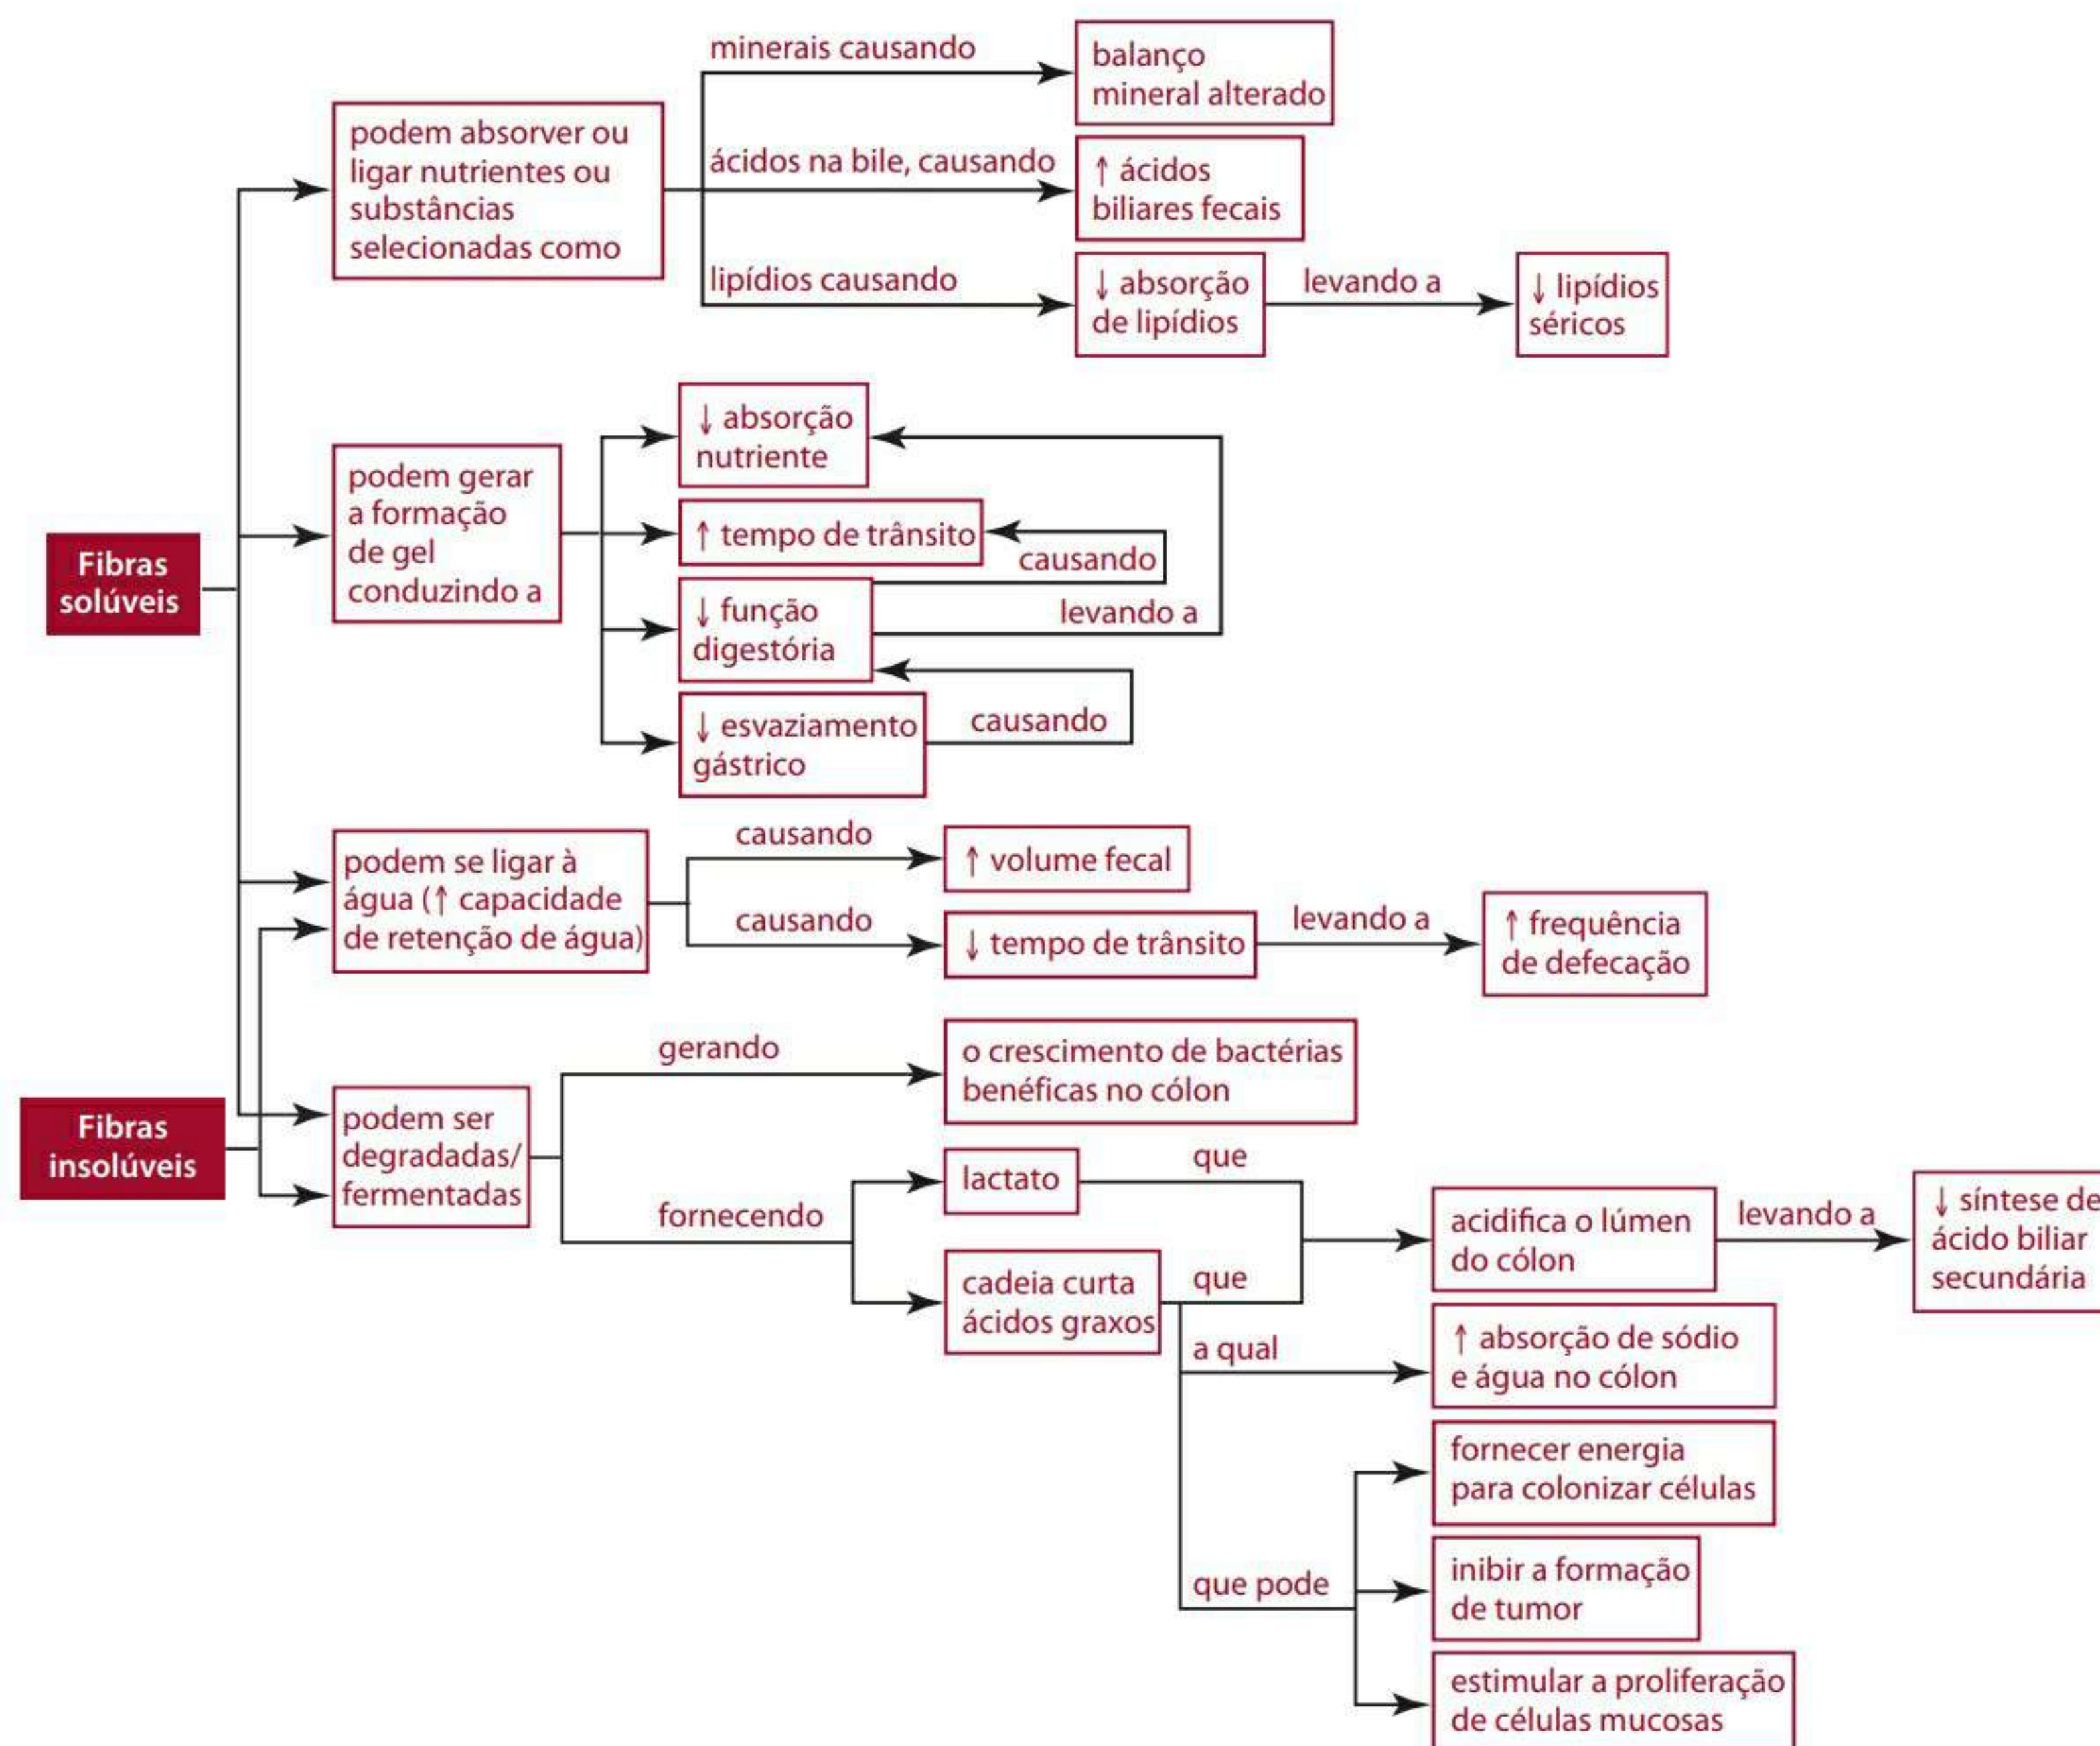 Fibras
solúveis
podem absorver ou
ligar nutrientes ou
substâncias
selecionadas como
minerais causando
balanço
mineral alterado
ácidos na bile, causando
↑ ácidos
biliares fecais
lipídios causando
↓ absorção
de lipídios
levando a
↓ lipídios
séricos
podem gerar
a formação
de gel
conduzindo a
↓ absorção
nutriente
↑ tempo de trânsito
causando
↓ função
digestória
levando a
↓ esvaziamento
gástrico
causando
podem se ligar à
água (↑ capacidade
de retenção de água)
causando
↑ volume fecal
causando
↓ tempo de trânsito
levando a
↑ frequência
de defecação
Fibras
insolúveis
podem ser
degradadas/
fermentadas
gerando
o crescimento de bactérias
benéficas no cólon
fornecendo
lactato
que
cadeia curta
ácidos graxos
que
acidifica o lúmen
do cólon
levando a
↓ síntese de
ácido biliar
secundária
a qual
↑ absorção de sódio
e água no cólon
que pode
fornecer energia
para colonizar células
inibir a formação
de tumor
estimular a proliferação
de células mucosas